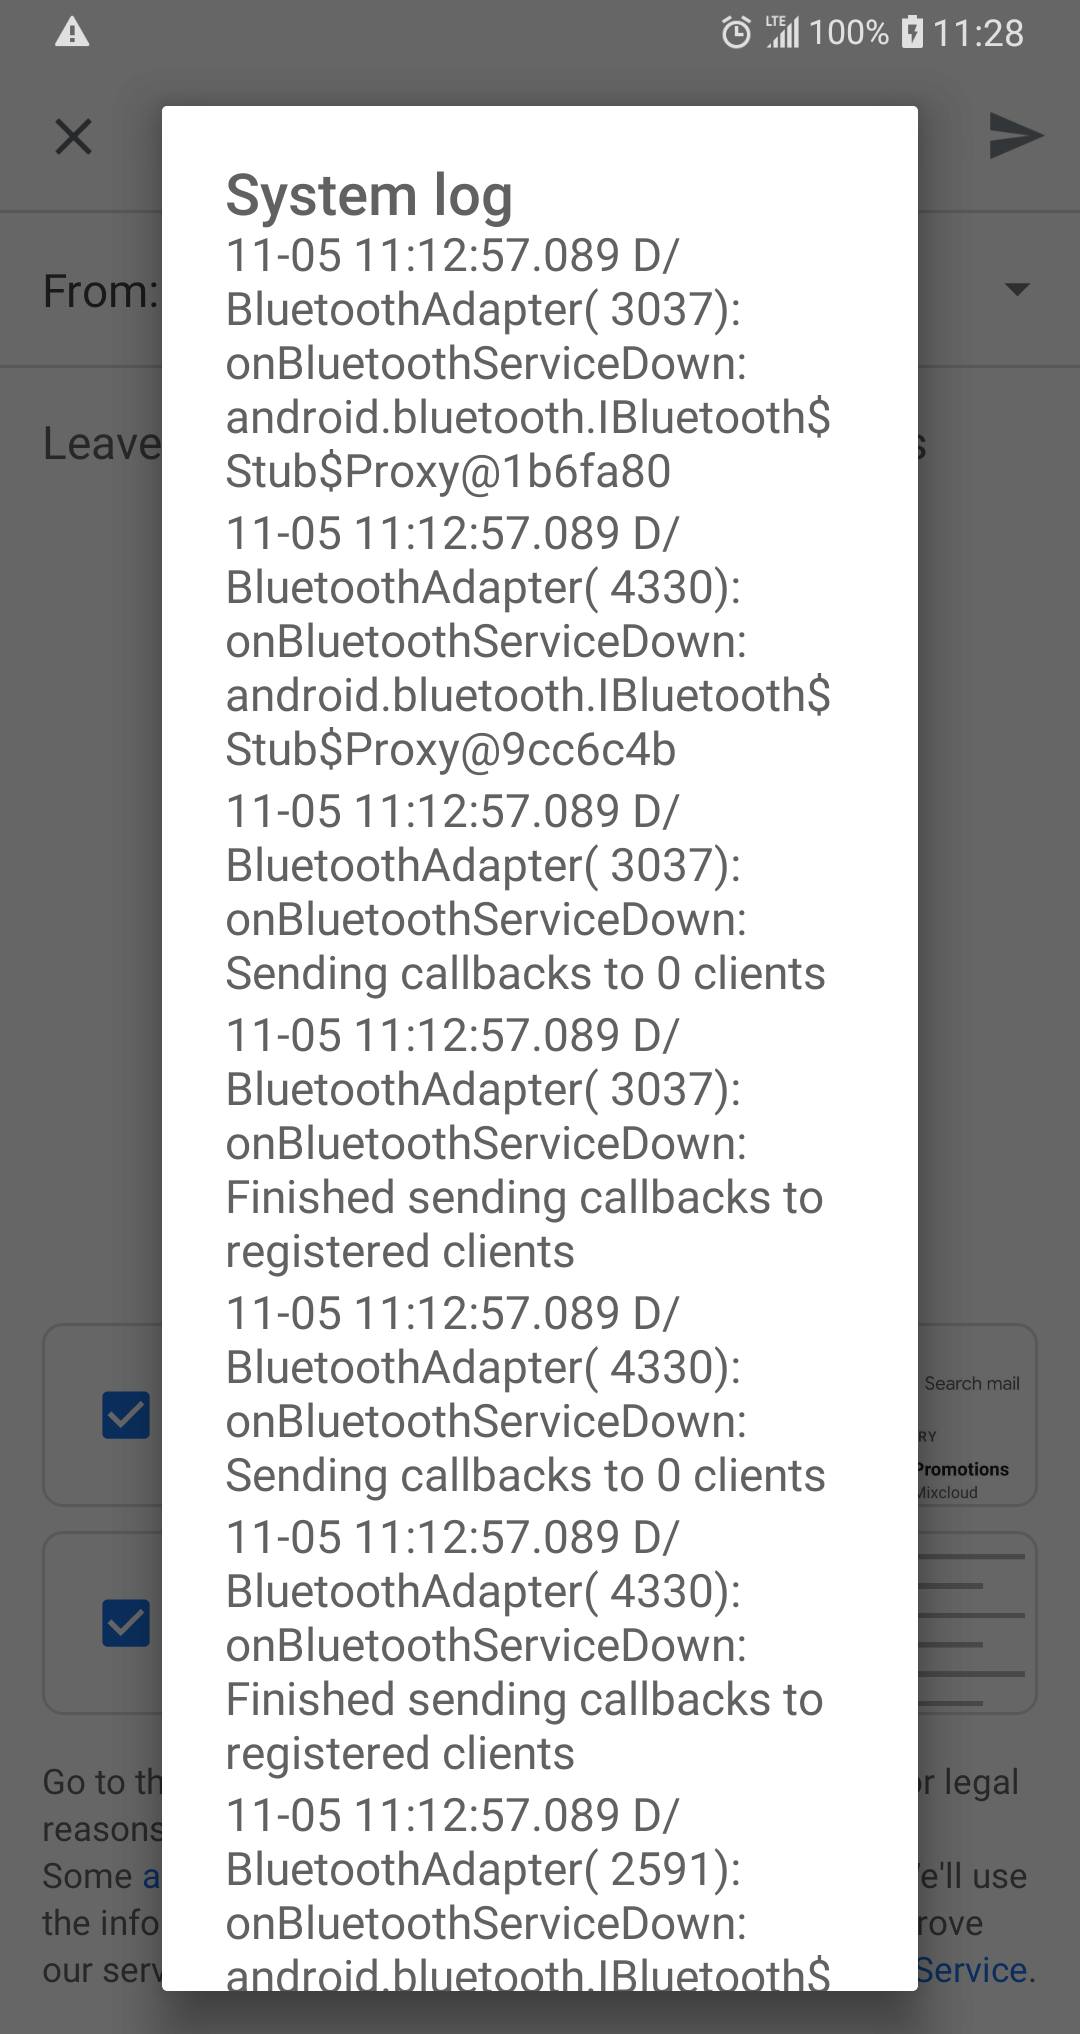 LTE 100% 11:28
System log
11-05 11:12:57.089 D/
BluetoothAdapter( 3037):
onBluetoothServiceDown:
android.bluetooth.IBluetooth$
Stub$Proxy@1b6fa80
11-05 11:12:57.089 D/
BluetoothAdapter( 4330):
onBluetoothServiceDown:
android.bluetooth.IBluetooth$
Stub$Proxy@9cc6c4b
11-05 11:12:57.089 D/
BluetoothAdapter( 3037):
onBluetoothServiceDown:
Sending callbacks to 0 clients
11-05 11:12:57.089 D/
BluetoothAdapter( 3037):
onBluetoothServiceDown:
Finished sending callbacks to
registered clients
11-05 11:12:57.089 D/
BluetoothAdapter( 4330):
onBluetoothServiceDown:
Sending callbacks to 0 clients
11-05 11:12:57.089 D/
BluetoothAdapter( 4330):
onBluetoothServiceDown:
Finished sending callbacks to
registered clients
11-05 11:12:57.089 D/
BluetoothAdapter( 2591):
onBluetoothServiceDown:
android.bluetooth.IBluetooth$
From:
Leave
Search mail
RY
Promotions
Mixcloud
Go to legal
reasons
Some use
the
our Service.